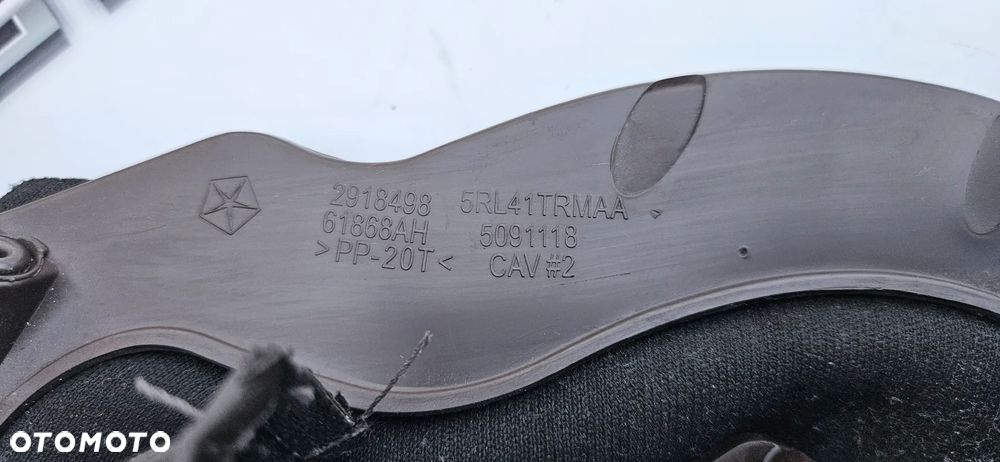 2918498 5RL41TRMAA
61868AH 5091118
>PP-20T< CAV #2
OTOMOTO